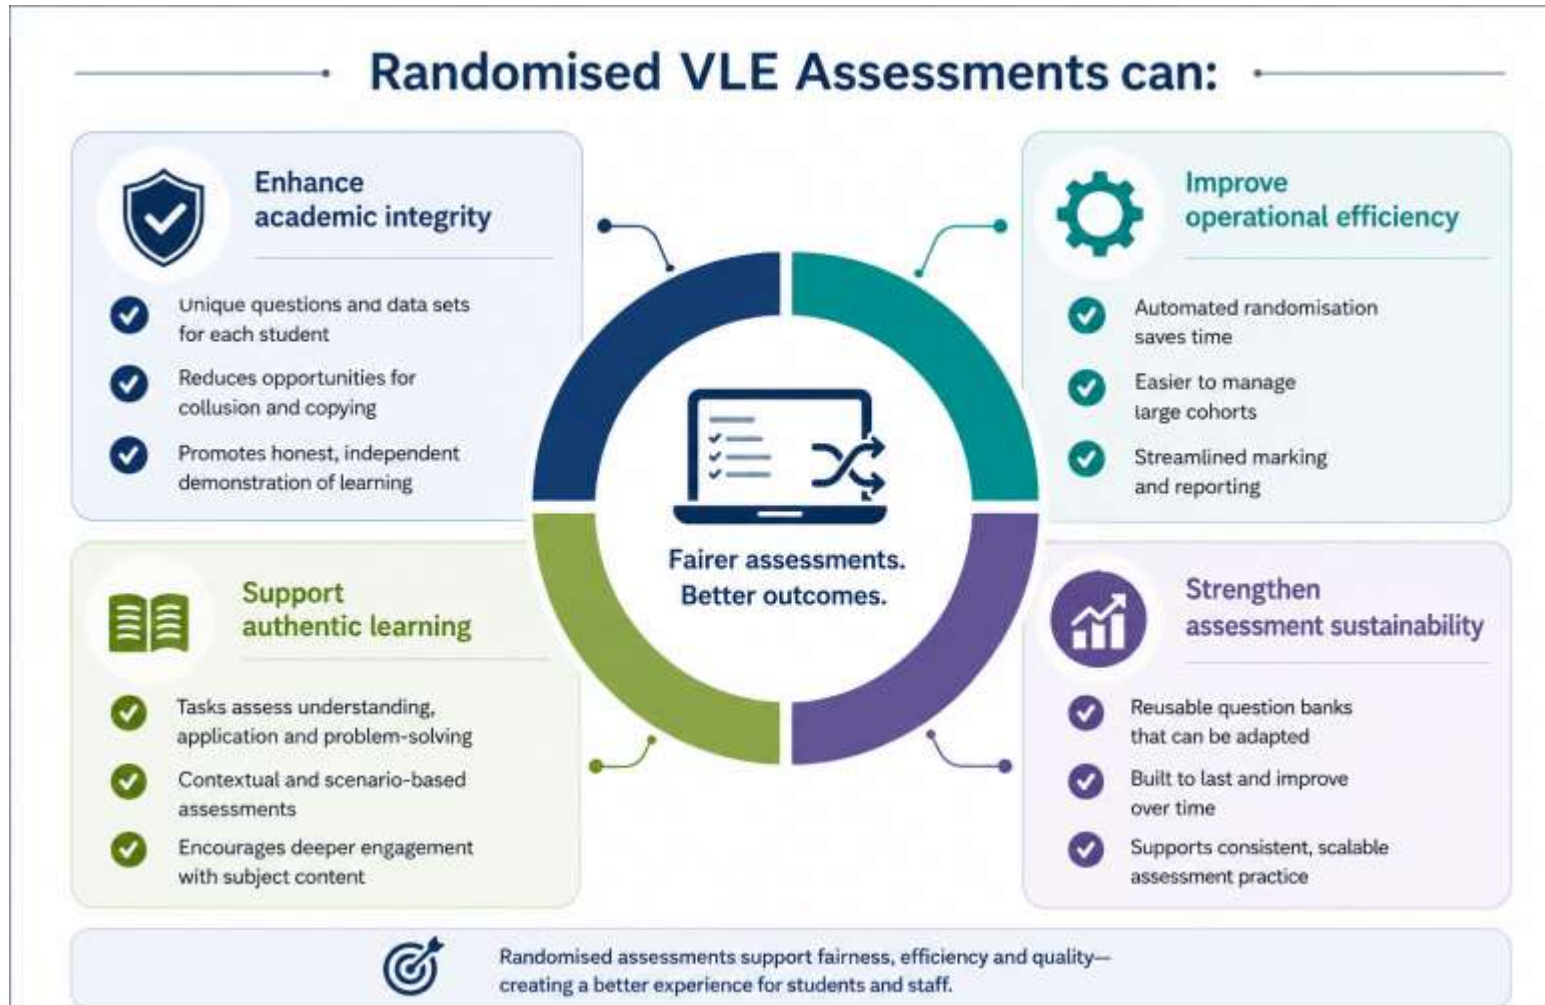 Randomised VLE Assessments can:
Enhance
academic integrity
Unique questions and data sets
for each student
Reduces opportunities for
collusion and copying
Promotes honest, independent
demonstration of learning
Improve
operational efficiency
Automated randomisation
saves time
Easier to manage
large cohorts
Streamlined marking
and reporting
Fairer assessments.
Better outcomes.
Support
authentic learning
Tasks assess understanding,
application and problem-solving
Contextual and scenario-based
assessments
Encourages deeper engagement
with subject content
Strengthen
assessment sustainability
Reusable question banks
that can be adapted
Built to last and improve
over time
Supports consistent, scalable
assessment practice
Randomised assessments support fairness, efficiency and quality—
creating a better experience for students and staff.